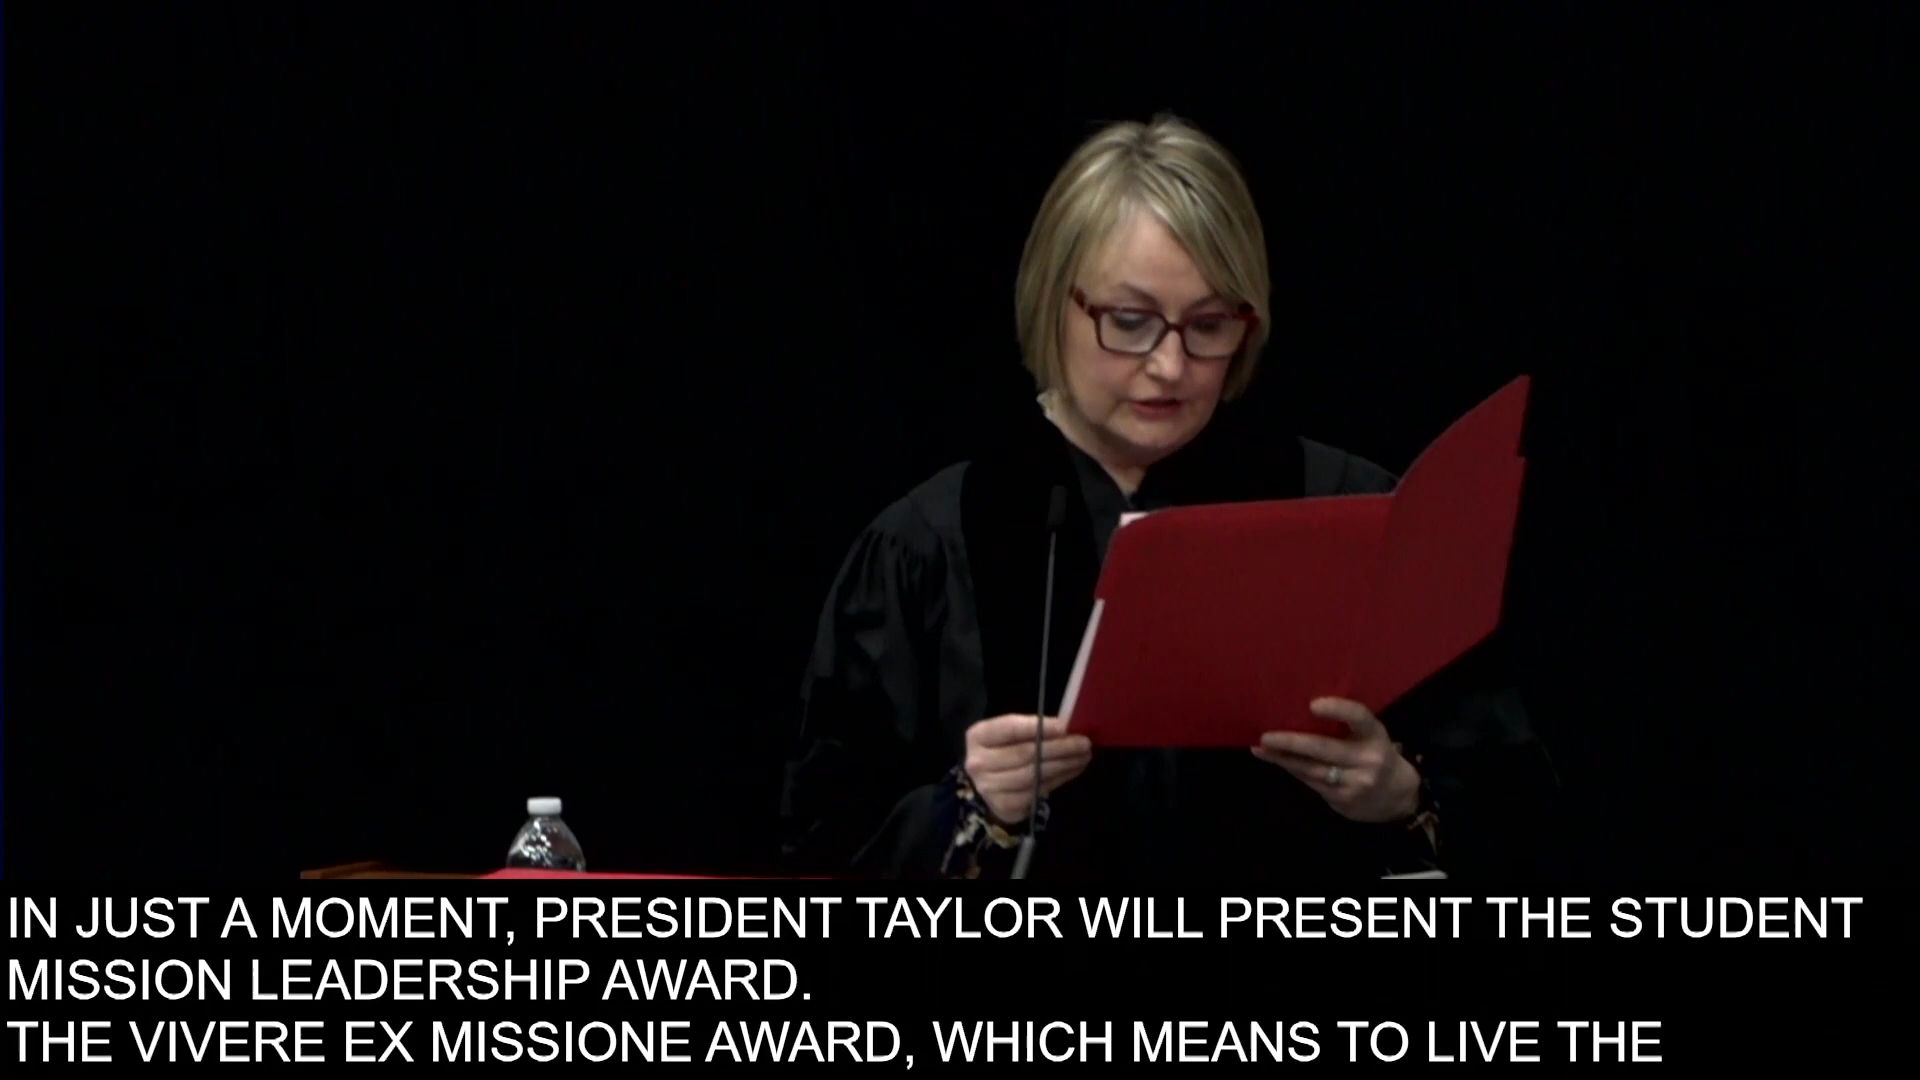 IN JUST A MOMENT, PRESIDENT TAYLOR WILL PRESENT THE STUDENT
MISSION LEADERSHIP AWARD.
THE VIVERE EX MISSIONE AWARD, WHICH MEANS TO LIVE THE